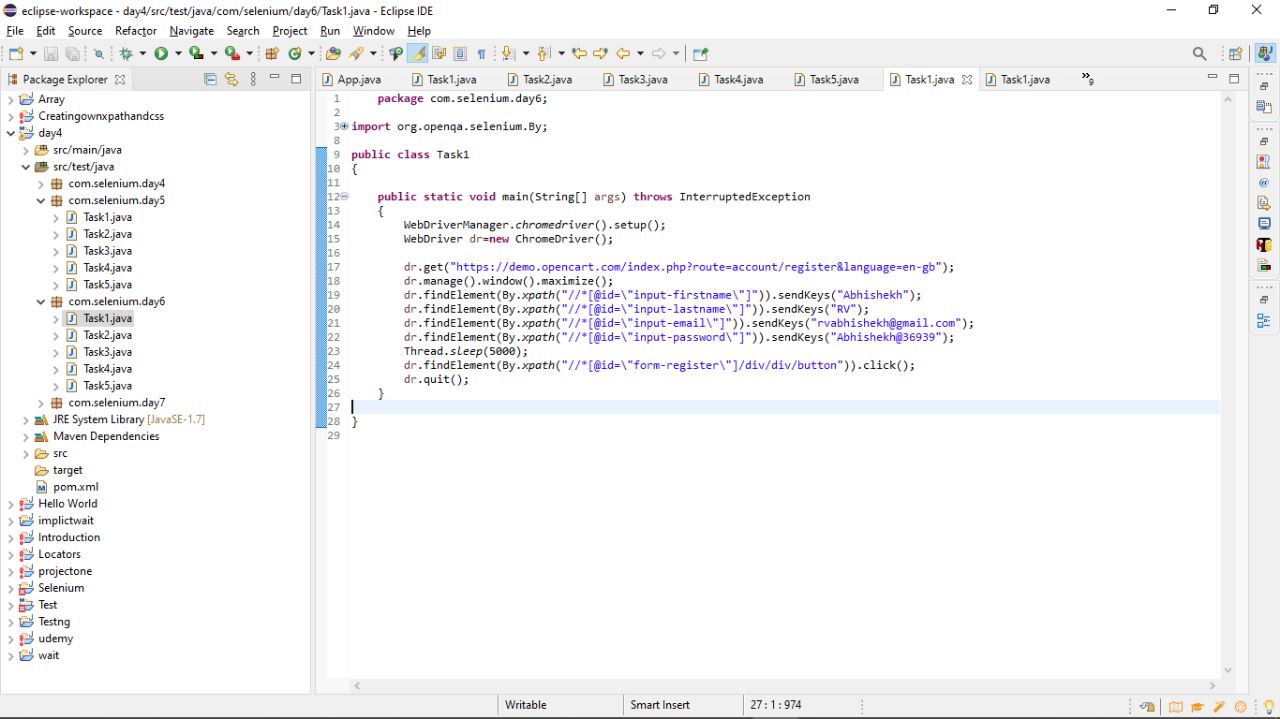 eclipse-workspace - day4/src/test/java/com/selenium/day6/Task1.java - Eclipse IDE
File Edit Source Refactor Navigate Search Project Run Window Help
Package Explorer
App.java Task1.java Task2.java Task3.java Task4.java Task5.java Task1.java Task1.java »9
Array
Creatingownxpathandcss
day4
src/main/java
src/test/java
com.selenium.day4
com.selenium.day5
Task1.java
Task2.java
Task3.java
Task4.java
Task5.java
com.selenium.day6
Task1.java
Task2.java
Task3.java
Task4.java
Task5.java
com.selenium.day7
JRE System Library [JavaSE-1.7]
Maven Dependencies
src
target
pom.xml
Hello World
implictwait
Introduction
Locators
projectone
Selenium
Test
Testng
udemy
wait
1 package com.selenium.day6;
2
3 import org.openqa.selenium.By;
8
9 public class Task1
10 {
11
12 public static void main(String[] args) throws InterruptedException
13 {
14 WebDriverManager.chromedriver().setup();
15 WebDriver dr=new ChromeDriver();
16
17 dr.get("https://demo.opencart.com/index.php?route=account/register&language=en-gb");
18 dr.manage().window().maximize();
19 dr.findElement(By.xpath("//*[@id=\"input-firstname\"]")).sendKeys("Abhishekh");
20 dr.findElement(By.xpath("//*[@id=\"input-lastname\"]")).sendKeys("RV");
21 dr.findElement(By.xpath("//*[@id=\"input-email\"]")).sendKeys("rvabhishekh@gmail.com");
22 dr.findElement(By.xpath("//*[@id=\"input-password\"]")).sendKeys("Abhishekh@36939");
23 Thread.sleep(5000);
24 dr.findElement(By.xpath("//*[@id=\"form-register\"]/div/div/button")).click();
25 dr.quit();
26 }
27
28 }
29
Writable Smart Insert 27 : 1 : 974